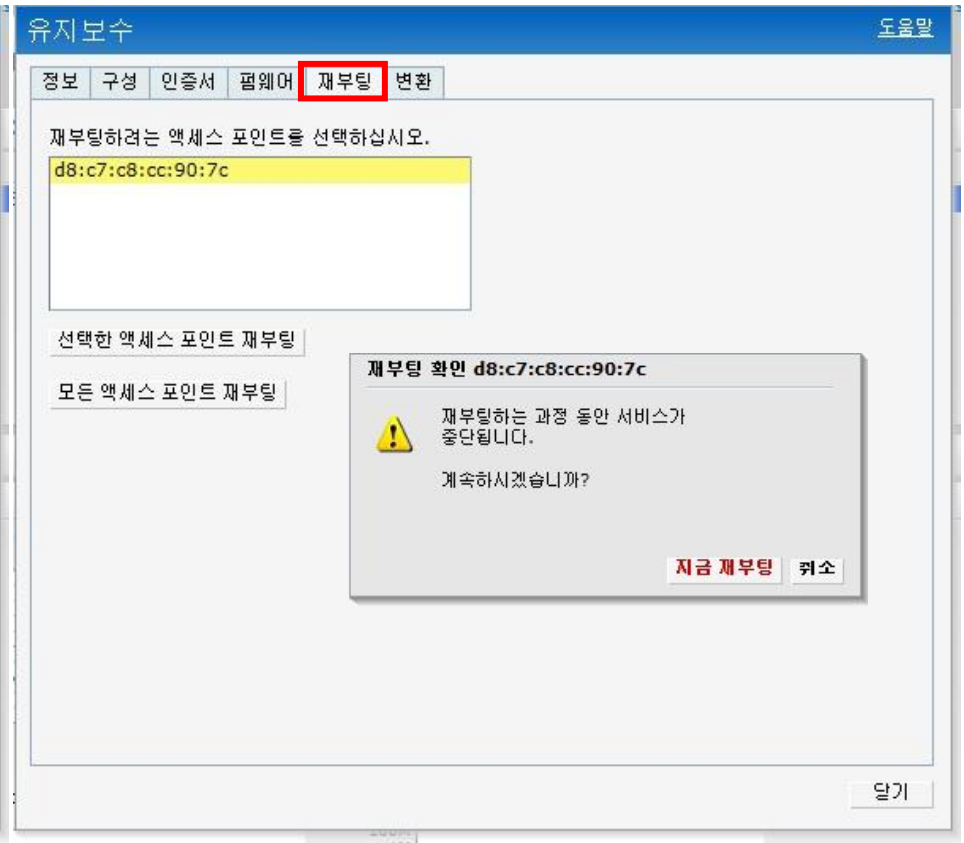 유지보수
도움말
정보 구성 인증서 펌웨어 재부팅 변환
재부팅하려는 액세스 포인트를 선택하십시오.
d8:c7:c8:cc:90:7c
선택한 액세스 포인트 재부팅
모든 액세스 포인트 재부팅
재부팅 확인 d8:c7:c8:cc:90:7c
재부팅하는 과정 동안 서비스가
중단됩니다.
계속하시겠습니까?
지금 재부팅 취소
닫기